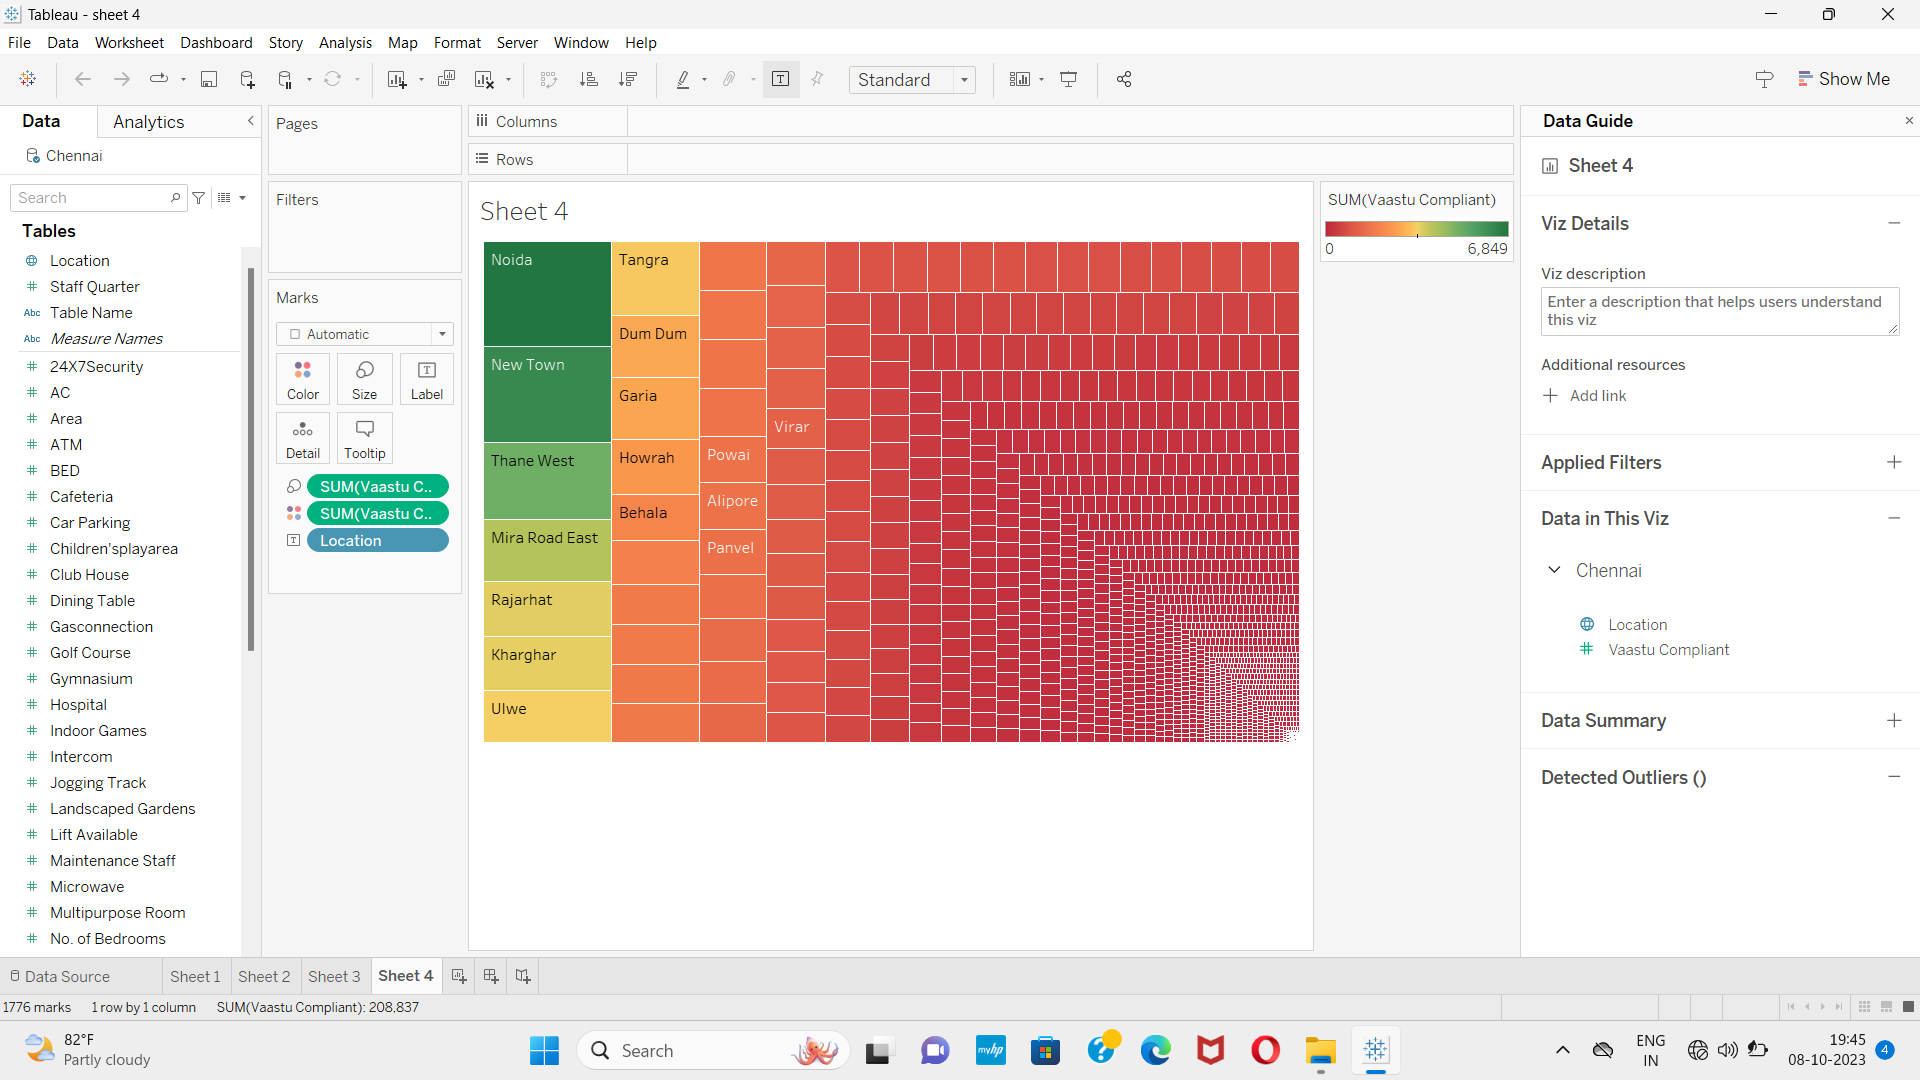 Tableau - sheet 4
File Data Worksheet Dashboard Story Analysis Map Format Server Window Help
Standard
Show Me
Data Analytics
Chennai
Search
Tables
Location
Staff Quarter
Abc Table Name
Abc Measure Names
24X7Security
AC
Area
ATM
BED
Cafeteria
Car Parking
Children'splayarea
Club House
Dining Table
Gasconnection
Golf Course
Gymnasium
Hospital
Indoor Games
Intercom
Jogging Track
Landscaped Gardens
Lift Available
Maintenance Staff
Microwave
Multipurpose Room
No. of Bedrooms
Pages
Filters
Marks
Automatic
Color Size Label
Detail Tooltip
SUM(Vaastu C..
SUM(Vaastu C..
Location
Columns
Rows
Sheet 4
Noida
New Town
Thane West
Mira Road East
Rajarhat
Kharghar
Ulwe
Tangra
Dum Dum
Garia
Howrah
Behala
Powai
Alipore
Panvel
Virar
SUM(Vaastu Compliant)
0 6,849
Data Guide
Sheet 4
Viz Details
Viz description
Enter a description that helps users understand
this viz
Additional resources
Add link
Applied Filters
Data in This Viz
Chennai
Location
Vaastu Compliant
Data Summary
Detected Outliers ()
Data Source Sheet 1 Sheet 2 Sheet 3 Sheet 4
1776 marks 1 row by 1 column SUM(Vaastu Compliant): 208,837
82°F
Partly cloudy
Search
myhp
ENG
IN
19:45
08-10-2023
4